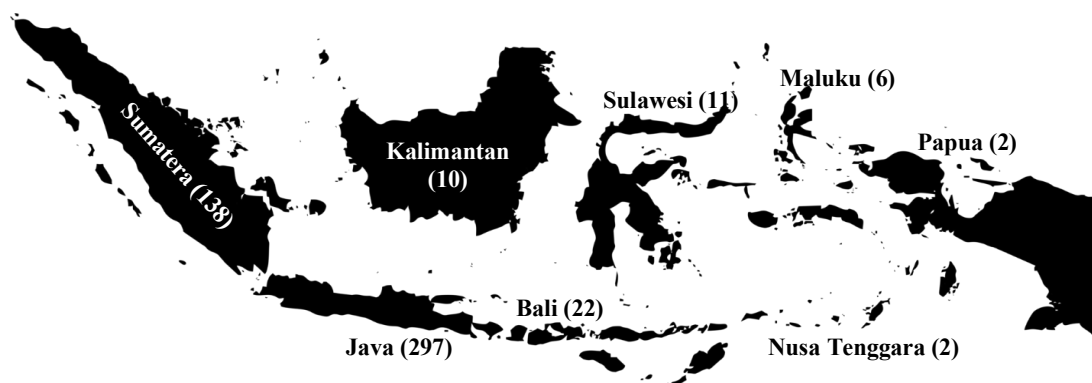 Maluku (6)
Sulawesi (11)
Sumatera (138)
Papua (2)
Kalimantan
(10)
Bali (22)
Java (297)
Nusa Tenggara (2)